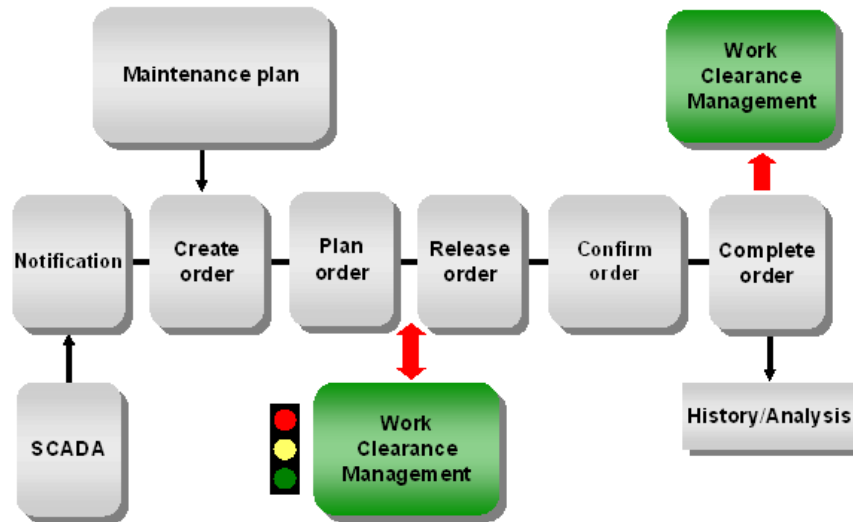 Maintenance plan
Work
Clearance
Management
Notification
Create
order
Plan
order
Release
order
Confirm
order
Complete
order
SCADA
Work
Clearance
Management
History/Analysis